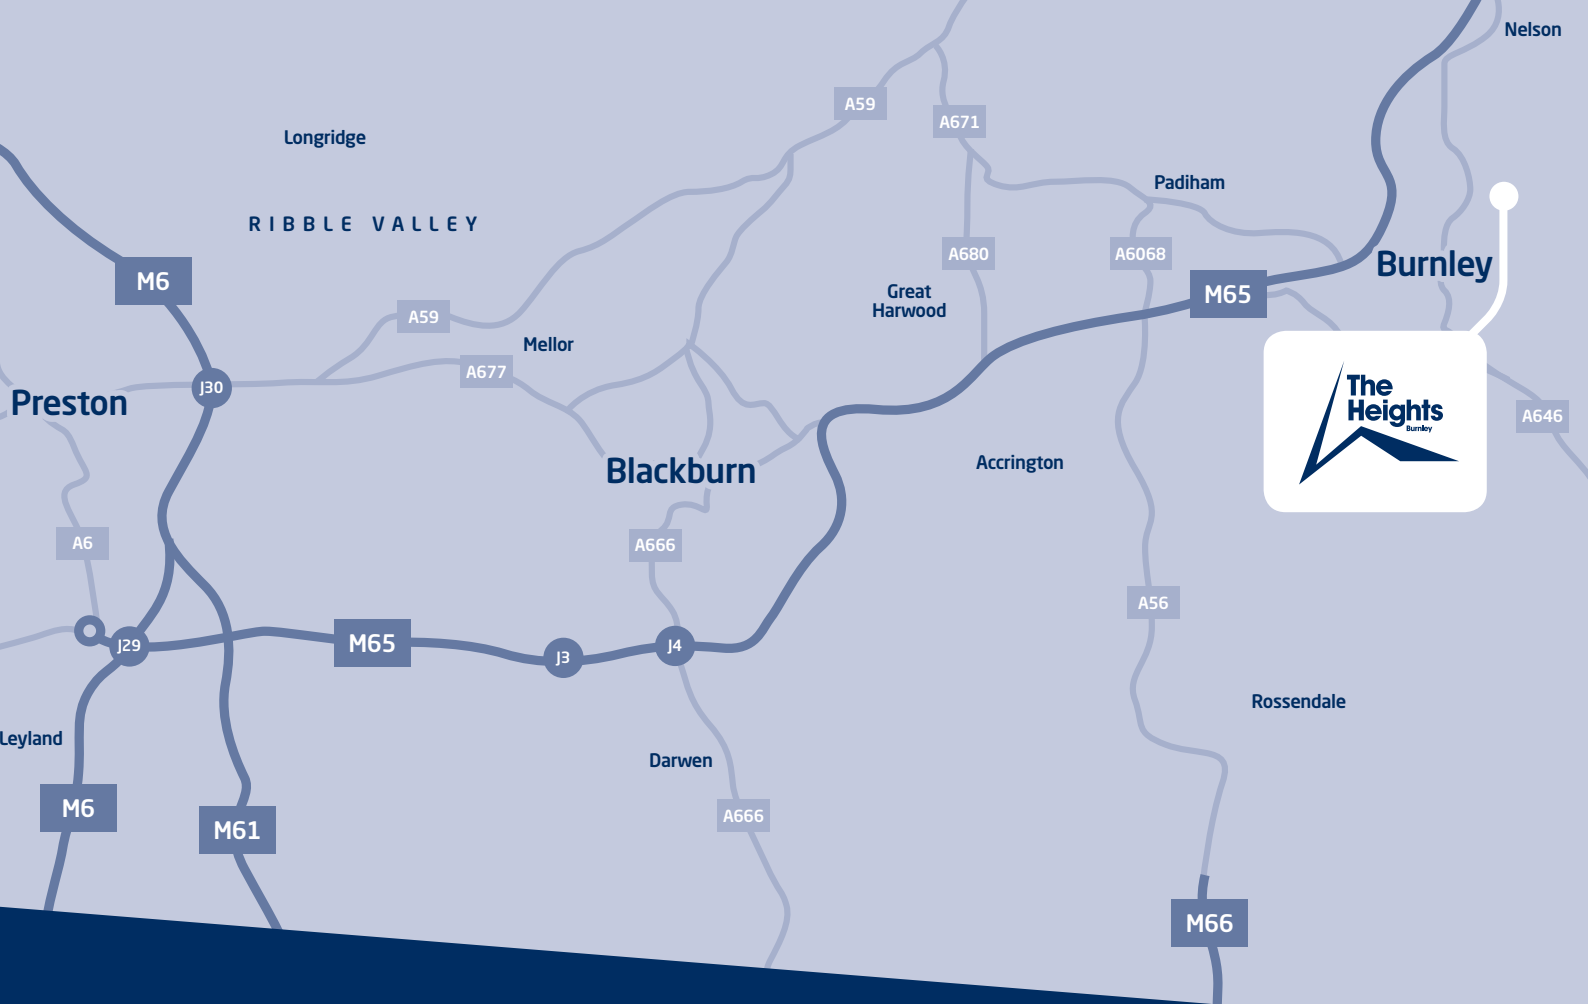 Nelson
A59
A671
Longridge
Padiham
RIBBLE VALLEY
A680
A6068
Burnley
M6
M65
Great
Harwood
A59
Mellor
A677
J30
Preston
The
Heights
Burnley
A646
Blackburn
Accrington
A6
A666
A56
J29
M65
J3
J4
Rossendale
Leyland
Darwen
M6
M61
A666
M66